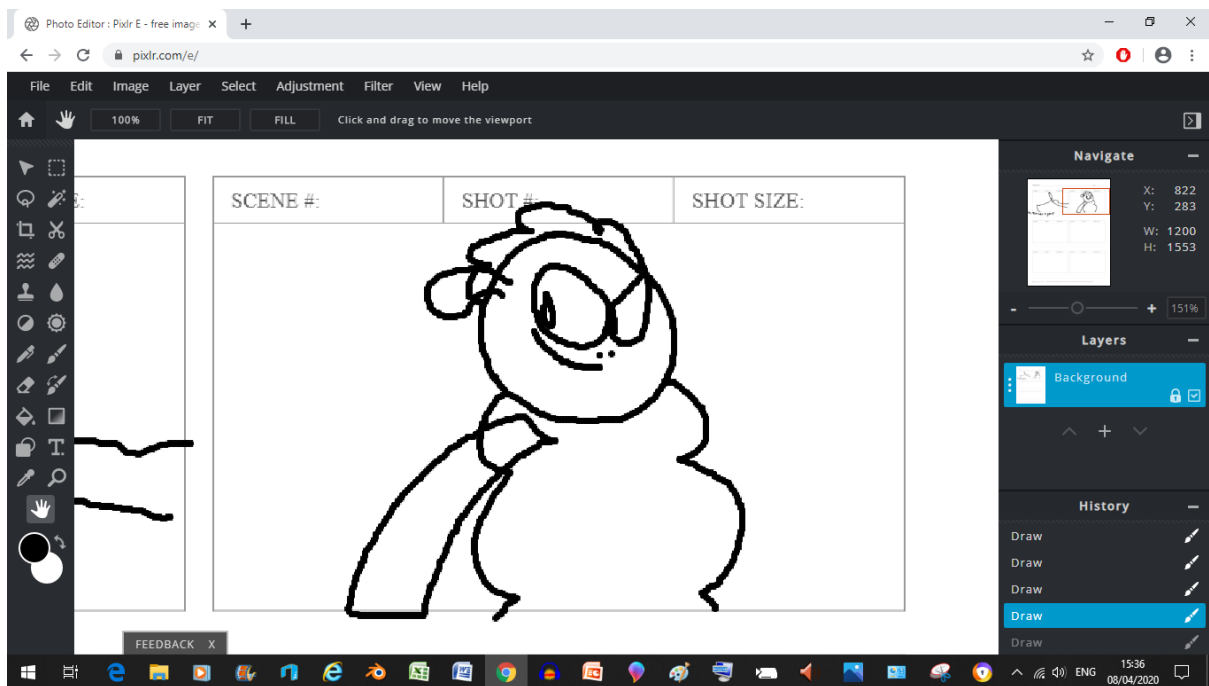 Photo Editor : Pixlr E - free image
pixlr.com/e/
File Edit Image Layer Select Adjustment Filter View Help
100% FIT FILL Click and drag to move the viewport
Navigate
X: 822
Y: 283
W: 1200
H: 1553
- + 151%
Layers
Background
History
Draw
Draw
Draw
Draw
Draw
E:
SCENE #: SHOT #: SHOT SIZE:
FEEDBACK X
ENG 15:36
08/04/2020